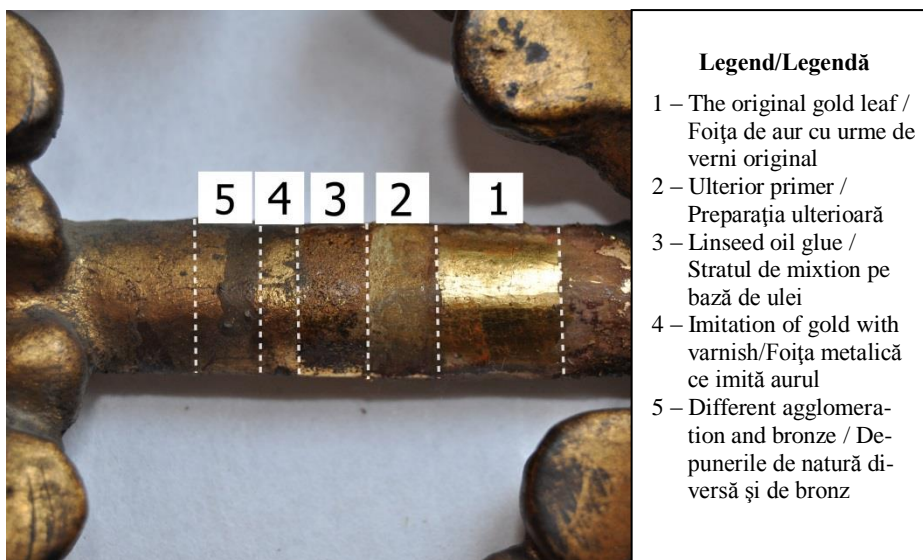 5 4 3 2 1
Legend/Legendă
1 – The original gold leaf /
Foiţa de aur cu urme de
verni original
2 – Ulterior primer /
Preparaţia ulterioară
3 – Linseed oil glue /
Stratul de mixtion pe
bază de ulei
4 – Imitation of gold with
varnish/Foiţa metalică
ce imită aurul
5 – Different agglomera-
tion and bronze / De-
punerile de natură di-
versă şi de bronz